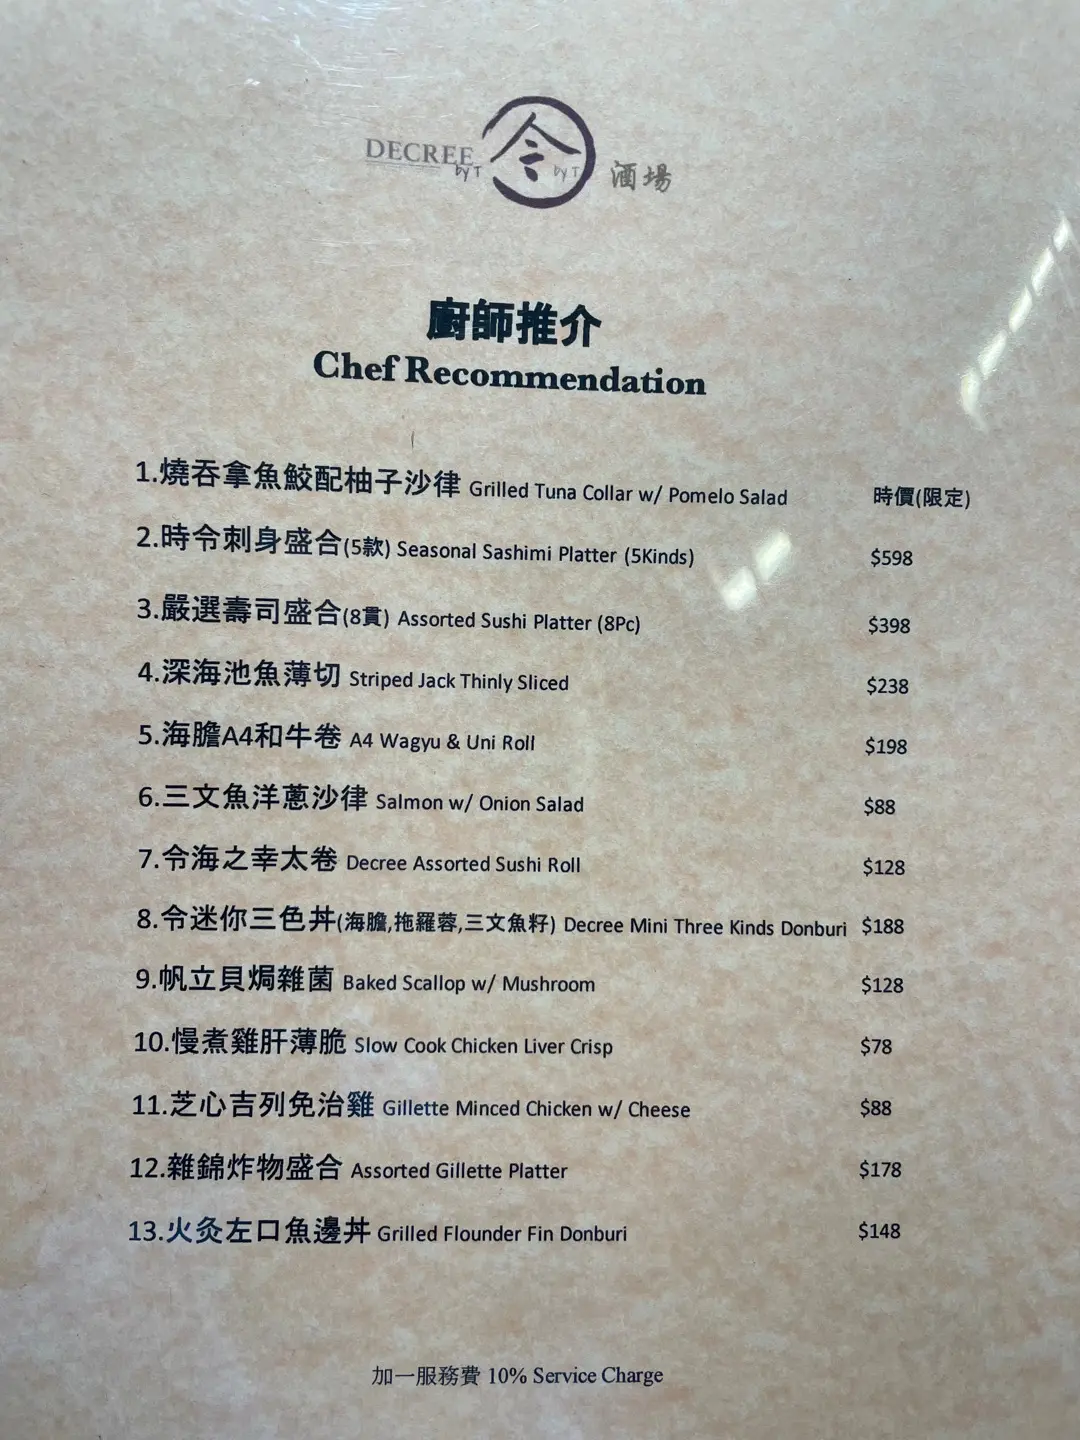 DECREE by T 令 by T 酒場
廚師推介
Chef Recommendation
1.燒吞拿魚鮫配柚子沙律 Grilled Tuna Collar w/ Pomelo Salad 時價(限定)
2.時令刺身盛合(5款) Seasonal Sashimi Platter (5Kinds) $598
3.嚴選壽司盛合(8貫) Assorted Sushi Platter (8Pc) $398
4.深海池魚薄切 Striped Jack Thinly Sliced $238
5.海膽A4和牛卷 A4 Wagyu & Uni Roll $198
6.三文魚洋蔥沙律 Salmon w/ Onion Salad $88
7.令海之幸太卷 Decree Assorted Sushi Roll $128
8.令迷你三色丼(海膽,拖羅蓉,三文魚籽) Decree Mini Three Kinds Donburi $188
9.帆立貝焗雜菌 Baked Scallop w/ Mushroom $128
10.慢煮雞肝薄脆 Slow Cook Chicken Liver Crisp $78
11.芝心吉列免治雞 Gillette Minced Chicken w/ Cheese $88
12.雜錦炸物盛合 Assorted Gillette Platter $178
13.火灸左口魚邊丼 Grilled Flounder Fin Donburi $148
加一服務費 10% Service Charge